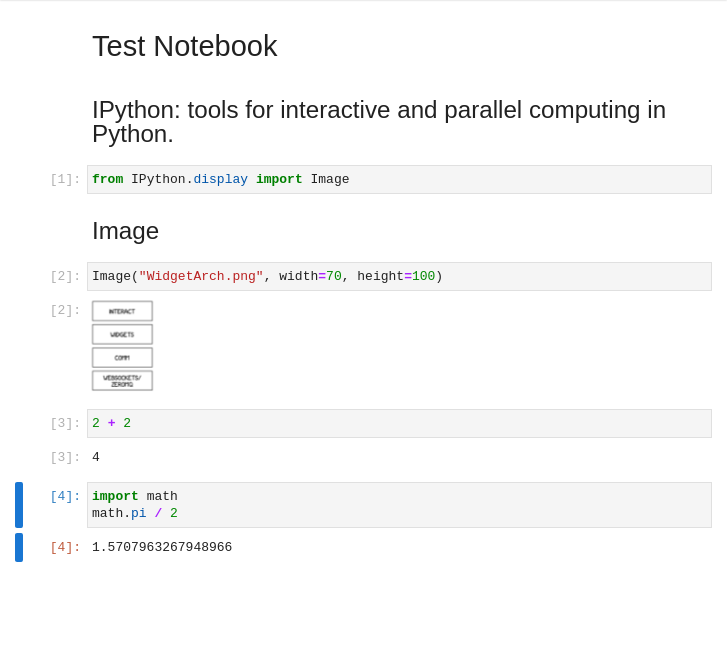 Test Notebook
IPython: tools for interactive and parallel computing in
Python.
[1]: from IPython.display import Image
Image
[2]: Image("WidgetArch.png", width=70, height=100)
[2]:
INTERACT
WIDGETS
COMM
WEBSOCKETS/
ZEROMQ
[3]: 2 + 2
[3]: 4
[4]: import math
math.pi / 2
[4]: 1.5707963267948966